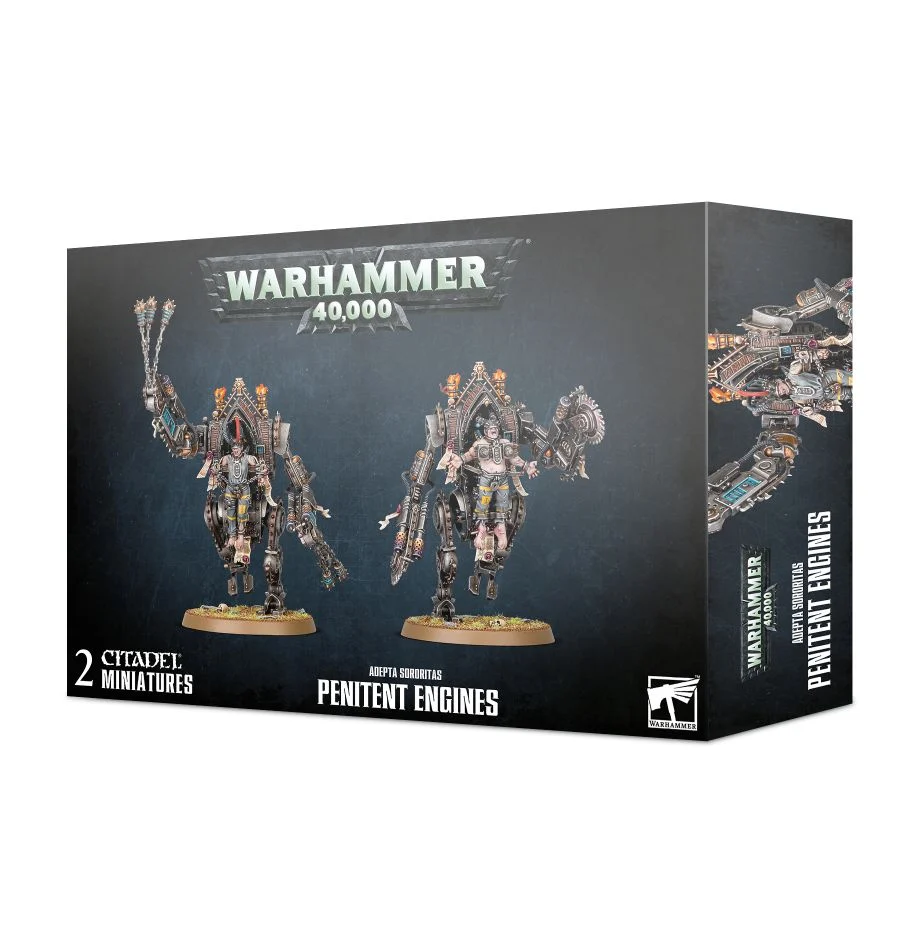 WARHAMMER
40,000
2 CITADEL
MINIATURES
ADEPTA SORORITAS
PENITENT ENGINES
WARHAMMER
WARHAMMER
40,000
ADEPTA SORORITAS
PENITENT ENGINES